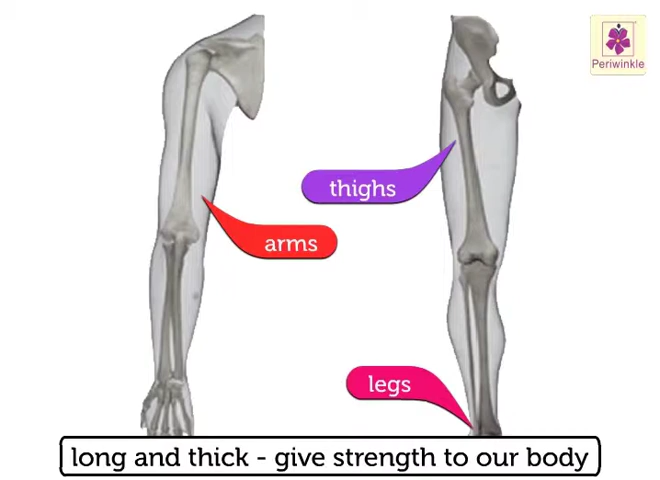 Periwinkle
thighs
arms
legs
long and thick - give strength to our body